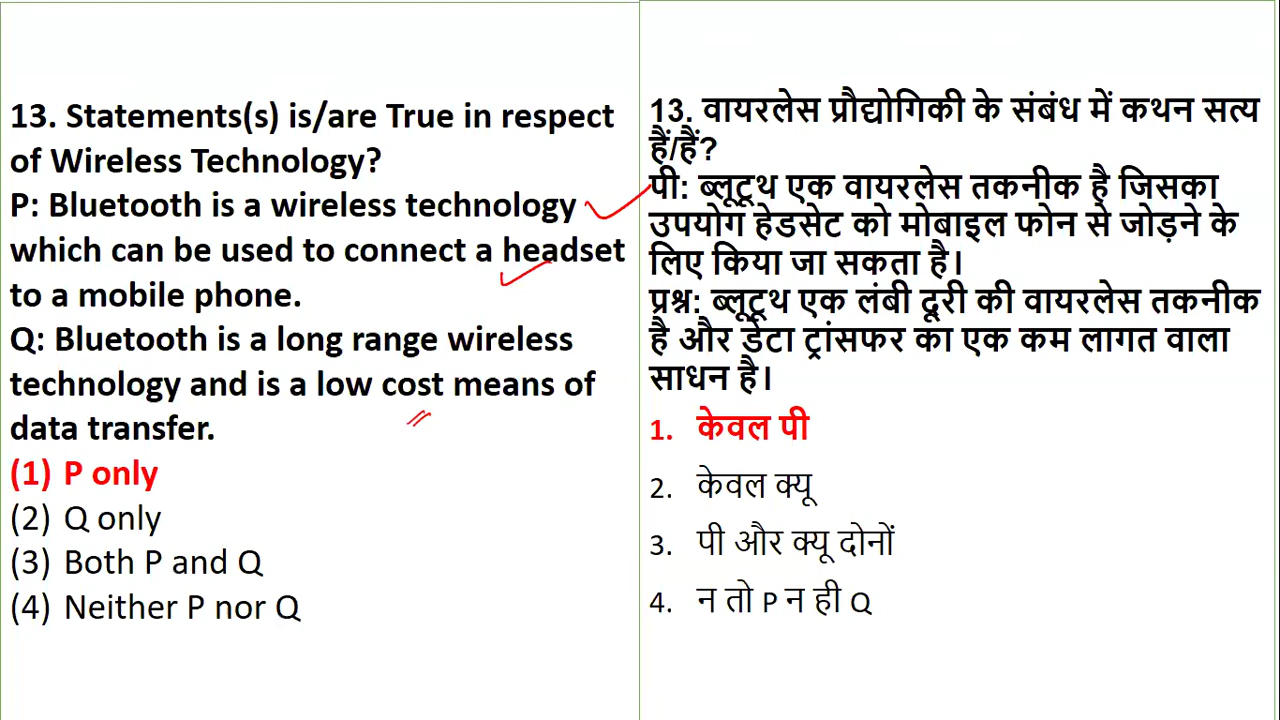 13. Statements(s) is/are True in respect
of Wireless Technology?
P: Bluetooth is a wireless technology
which can be used to connect a headset
to a mobile phone.
Q: Bluetooth is a long range wireless
technology and is a low cost means of
data transfer.
(1) P only
(2) Q only
(3) Both P and Q
(4) Neither P nor Q
13. वायरलेस प्रौद्योगिकी के संबंध में कथन सत्य
हैं/हैं?
पी: ब्लूटूथ एक वायरलेस तकनीक है जिसका
उपयोग हेडसेट को मोबाइल फोन से जोड़ने के
लिए किया जा सकता है।
प्रश्न: ब्लूटूथ एक लंबी दूरी की वायरलेस तकनीक
है और डेटा ट्रांसफर का एक कम लागत वाला
साधन है।
1. केवल पी
2. केवल क्यू
3. पी और क्यू दोनों
4. न तो P न ही Q